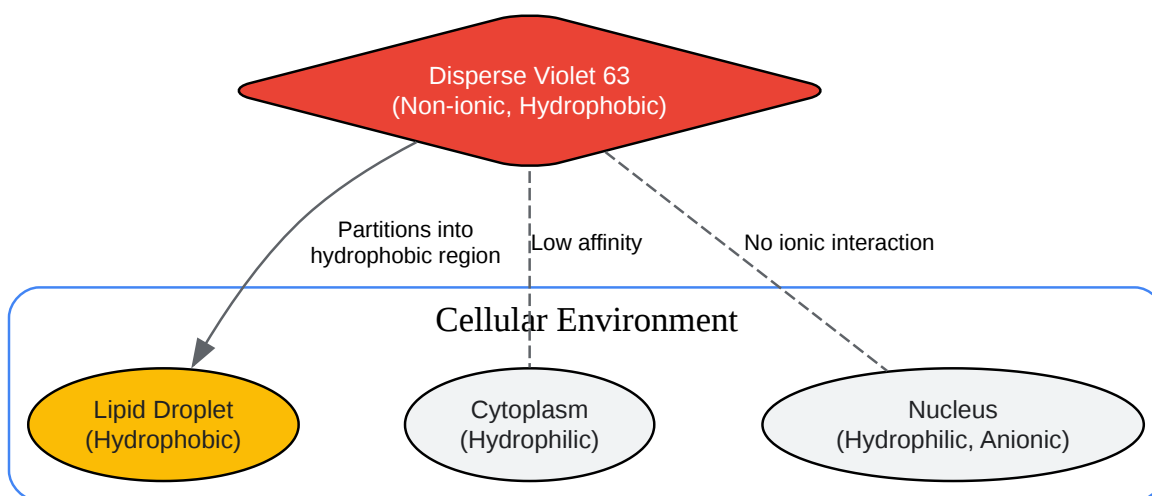 Disperse Violet 63
(Non-ionic, Hydrophobic)
Partitions into
hydrophobic region
Low affinity
No ionic interaction
Cellular Environment
Lipid Droplet
(Hydrophobic)
Cytoplasm
(Hydrophilic)
Nucleus
(Hydrophilic, Anionic)